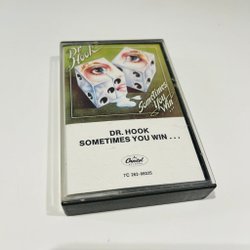 Dr.
Hook
Sometimes
You
Win
DR. HOOK
SOMETIMES YOU WIN . . .
Capitol